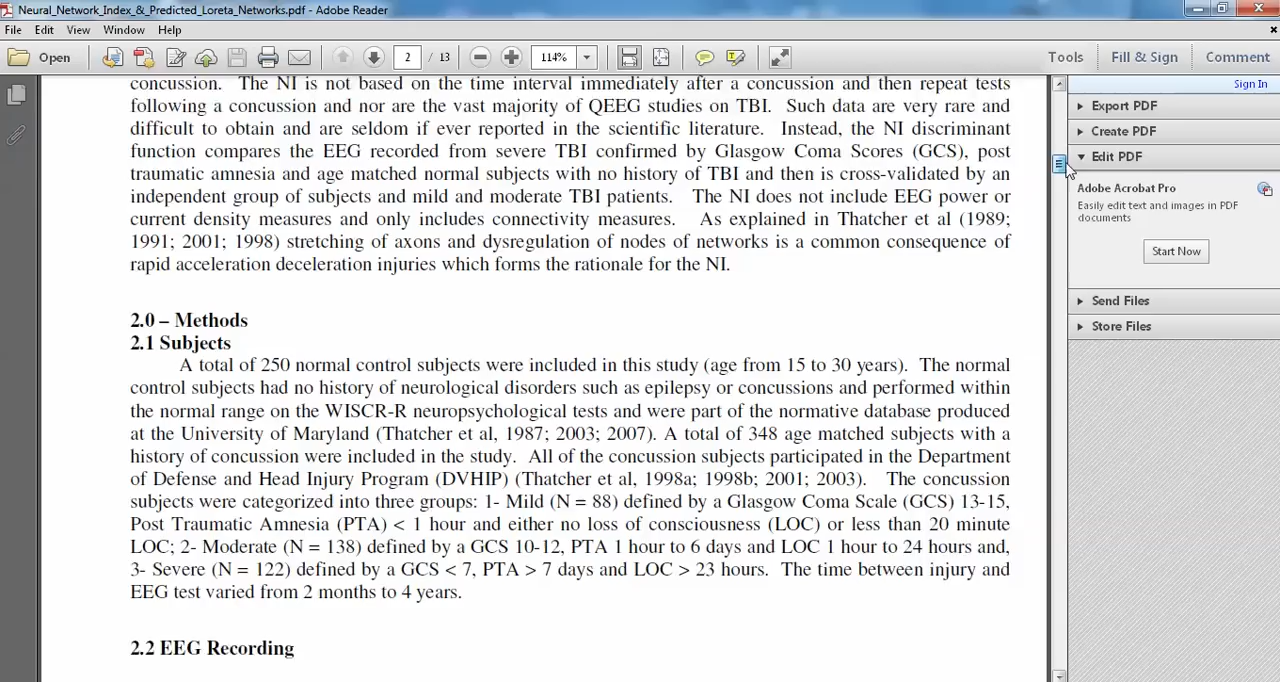 Neural_Network_Index_&_Predicted_Loreta_Networks.pdf - Adobe Reader
File Edit View Window Help
Open 2 / 13 114% Tools Fill & Sign Comment
Sign In
Export PDF
Create PDF
Edit PDF
Adobe Acrobat Pro
Easily edit text and images in PDF
documents
Start Now
Send Files
Store Files
concussion. The NI is not based on the time interval immediately after a concussion and then repeat tests
following a concussion and nor are the vast majority of QEEG studies on TBI. Such data are very rare and
difficult to obtain and are seldom if ever reported in the scientific literature. Instead, the NI discriminant
function compares the EEG recorded from severe TBI confirmed by Glasgow Coma Scores (GCS), post
traumatic amnesia and age matched normal subjects with no history of TBI and then is cross-validated by an
independent group of subjects and mild and moderate TBI patients. The NI does not include EEG power or
current density measures and only includes connectivity measures. As explained in Thatcher et al (1989;
1991; 2001; 1998) stretching of axons and dysregulation of nodes of networks is a common consequence of
rapid acceleration deceleration injuries which forms the rationale for the NI.
2.0 – Methods
2.1 Subjects
A total of 250 normal control subjects were included in this study (age from 15 to 30 years). The normal
control subjects had no history of neurological disorders such as epilepsy or concussions and performed within
the normal range on the WISCR-R neuropsychological tests and were part of the normative database produced
at the University of Maryland (Thatcher et al, 1987; 2003; 2007). A total of 348 age matched subjects with a
history of concussion were included in the study. All of the concussion subjects participated in the Department
of Defense and Head Injury Program (DVHIP) (Thatcher et al, 1998a; 1998b; 2001; 2003). The concussion
subjects were categorized into three groups: 1- Mild (N = 88) defined by a Glasgow Coma Scale (GCS) 13-15,
Post Traumatic Amnesia (PTA) < 1 hour and either no loss of consciousness (LOC) or less than 20 minute
LOC; 2- Moderate (N = 138) defined by a GCS 10-12, PTA 1 hour to 6 days and LOC 1 hour to 24 hours and,
3- Severe (N = 122) defined by a GCS < 7, PTA > 7 days and LOC > 23 hours. The time between injury and
EEG test varied from 2 months to 4 years.
2.2 EEG Recording